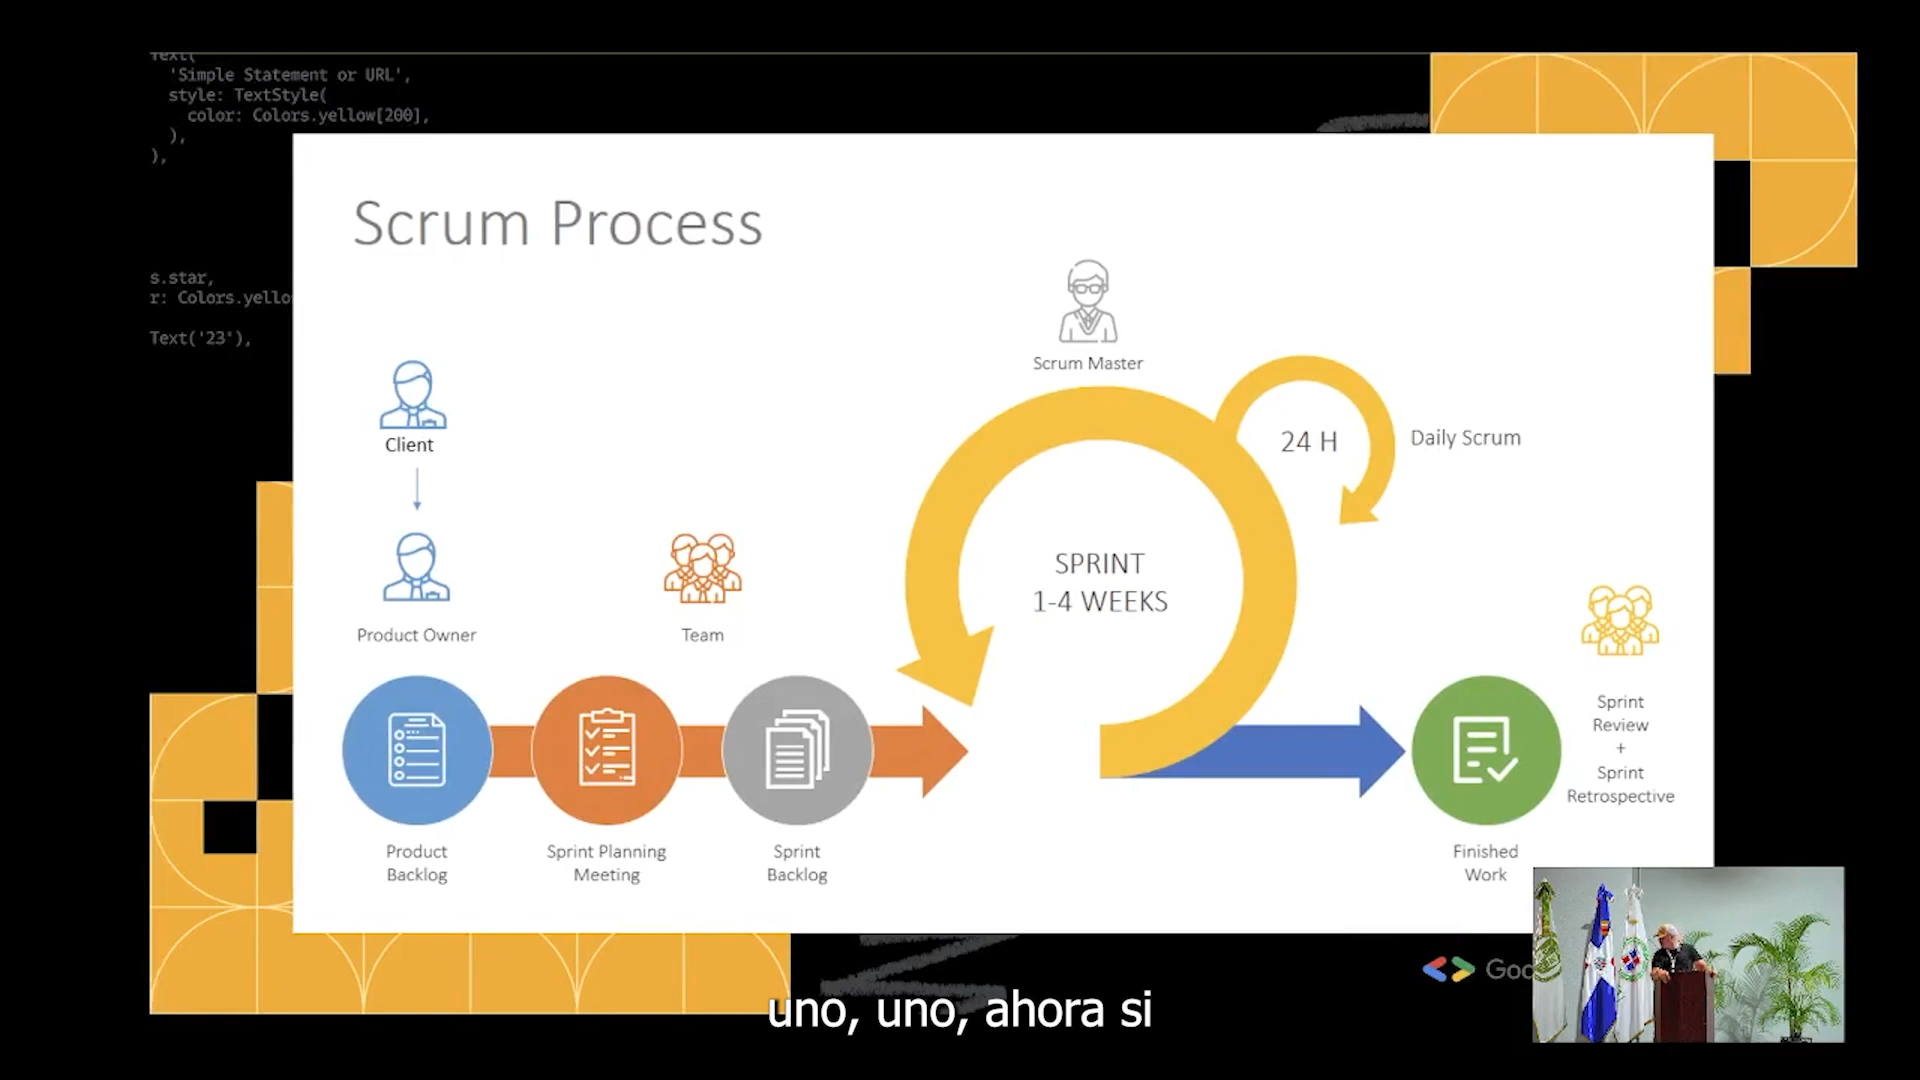 Text(
'Simple Statement or URL',
style: TextStyle(
color: Colors.yellow[200],
),
),
s.star,
r: Colors.yello
Text('23'),
Scrum Process
Scrum Master
Client
24 H
Daily Scrum
SPRINT
1-4 WEEKS
Product Owner
Team
Sprint
Review
+
Sprint
Retrospective
Product
Backlog
Sprint Planning
Meeting
Sprint
Backlog
Finished
Work
Goo
uno, uno, ahora si